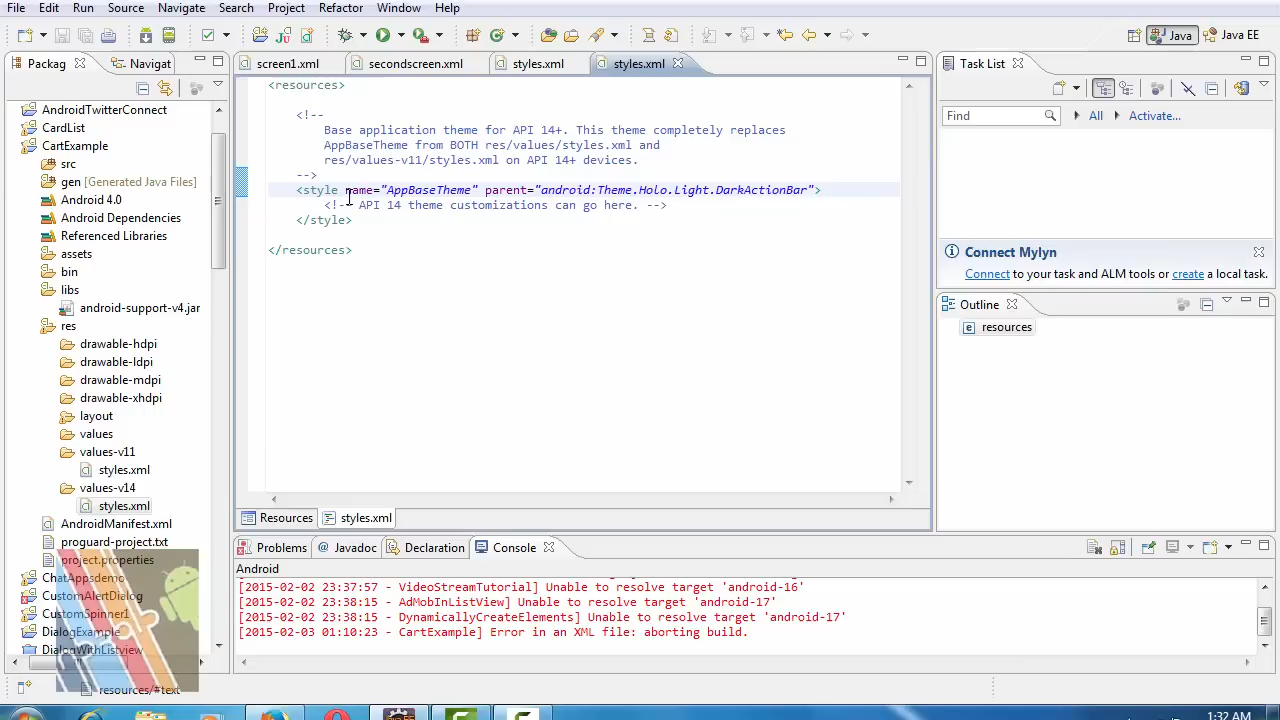 File Edit Run Source Navigate Search Project Refactor Window Help
Java Java EE
Packag Navigat
screen1.xml secondscreen.xml styles.xml styles.xml
Task List
AndroidTwitterConnect
CardList
CartExample
src
gen [Generated Java Files]
Android 4.0
Android Dependencies
Referenced Libraries
assets
bin
libs
android-support-v4.jar
res
drawable-hdpi
drawable-ldpi
drawable-mdpi
drawable-xhdpi
layout
values
values-v11
styles.xml
values-v14
styles.xml
AndroidManifest.xml
proguard-project.txt
project.properties
ChatAppsdemo
CustomAlertDialog
CustomSpinner1
DialogExample
DialogWithListview
<resources>
<!--
Base application theme for API 14+. This theme completely replaces
AppBaseTheme from BOTH res/values/styles.xml and
res/values-v11/styles.xml on API 14+ devices.
-->
<style name="AppBaseTheme" parent="android:Theme.Holo.Light.DarkActionBar">
<!-- API 14 theme customizations can go here. -->
</style>
</resources>
Resources styles.xml
Find All Activate...
Connect Mylyn
Connect to your task and ALM tools or create a local task.
Outline
resources
Problems Javadoc Declaration Console
Android
[2015-02-02 23:37:57 - VideoStreamTutorial] Unable to resolve target 'android-16'
[2015-02-02 23:38:15 - AdMobInListView] Unable to resolve target 'android-17'
[2015-02-02 23:38:15 - DynamicallyCreateElements] Unable to resolve target 'android-17'
[2015-02-03 01:10:23 - CartExample] Error in an XML file: aborting build.
resources/#text
1:32 AM